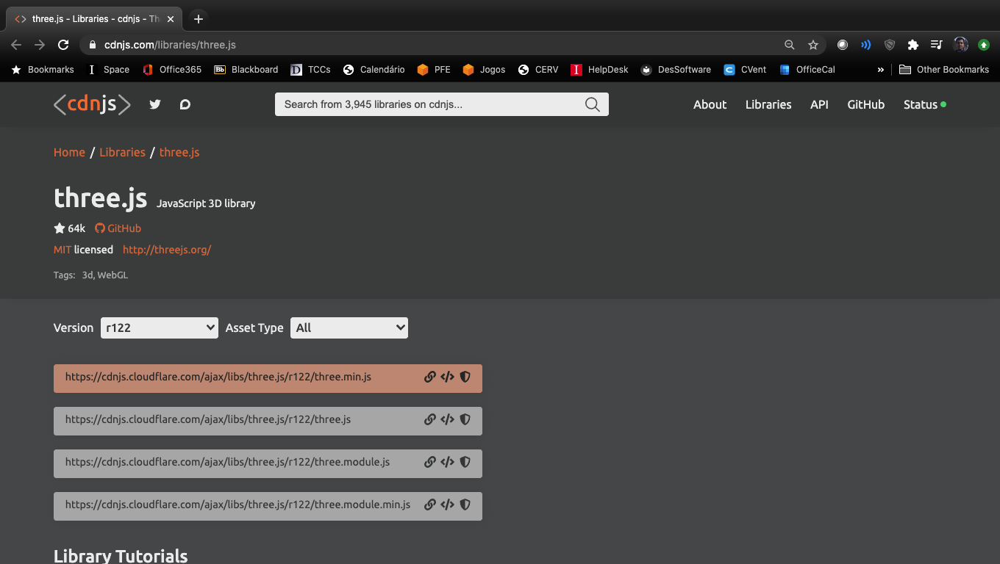 three.js - Libraries - cdnjs - Th
cdnjs.com/libraries/three.js
Bookmarks Space Office365 Blackboard TCCs Calendário PFE Jogos CERV HelpDesk DesSoftware CVent OfficeCal » Other Bookmarks
<cdnjs> Search from 3,945 libraries on cdnjs... About Libraries API GitHub Status
Home / Libraries / three.js
three.js JavaScript 3D library
64k GitHub
MIT licensed http://threejs.org/
Tags: 3d, WebGL
Version r122 Asset Type All
https://cdnjs.cloudflare.com/ajax/libs/three.js/r122/three.min.js
https://cdnjs.cloudflare.com/ajax/libs/three.js/r122/three.js
https://cdnjs.cloudflare.com/ajax/libs/three.js/r122/three.module.js
https://cdnjs.cloudflare.com/ajax/libs/three.js/r122/three.module.min.js
Library Tutorials